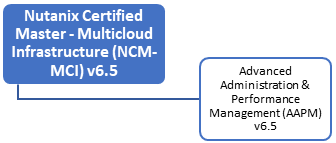 Nutanix Certified
Master - Multicloud
Infrastructure (NCM-
MCI) v6.5
Advanced
Administration &
Performance
Management (AAPM)
v6.5